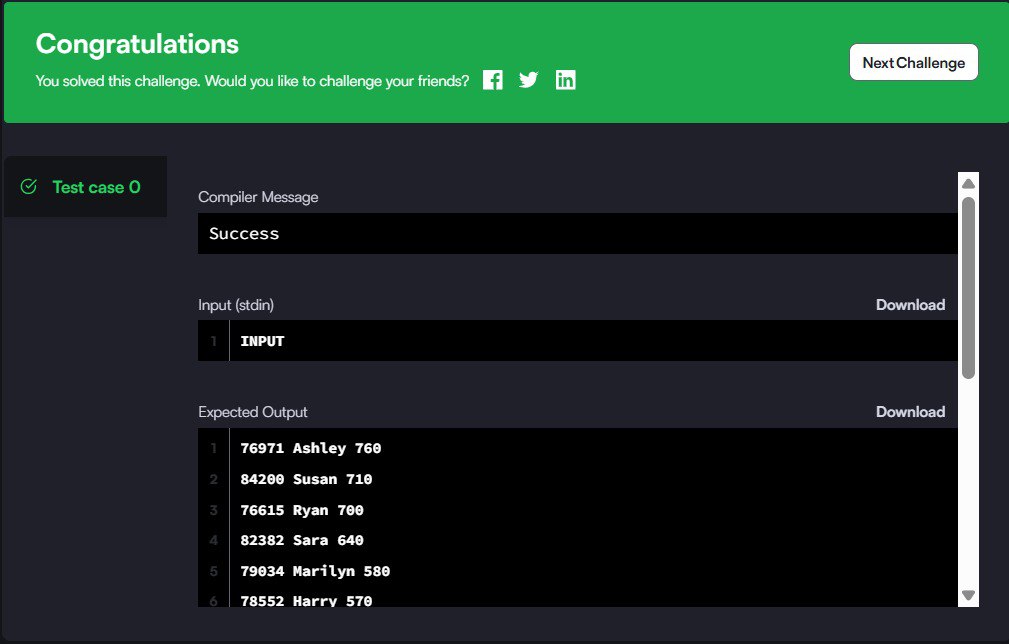 Congratulations
You solved this challenge. Would you like to challenge your friends?
Next Challenge
Test case 0
Compiler Message
Success
Input (stdin)
Download
1 INPUT
Expected Output
Download
1 76971 Ashley 760
2 84200 Susan 710
3 76615 Ryan 700
4 82382 Sara 640
5 79034 Marilyn 580
6 78552 Harry 570